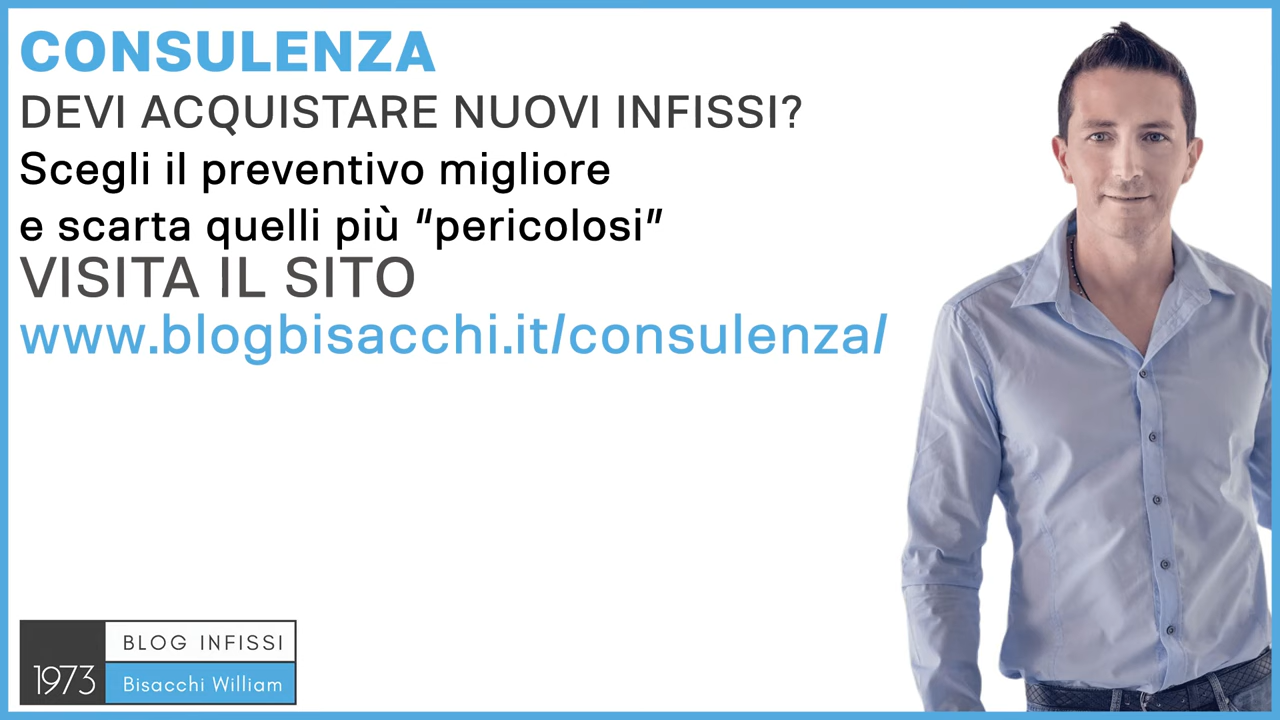 CONSULENZA
DEVI ACQUISTARE NUOVI INFISSI?
Scegli il preventivo migliore
e scarta quelli più “pericolosi”
VISITA IL SITO
www.blogbisacchi.it/consulenza/
1973
BLOG INFISSI
Bisacchi William